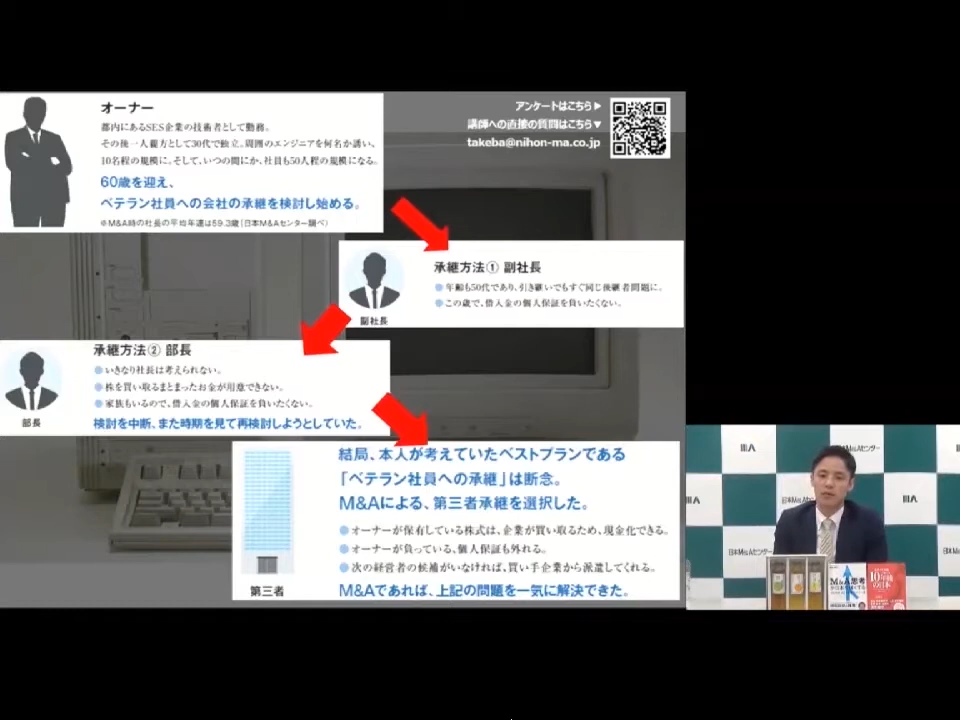 オーナー
都内にあるSES企業の技術者として勤務。
その後一人親方として30代で独立。周囲のエンジニアを何名か誘い、
10名程の規模に。そして、いつの間にか、社員も50人程の規模になる。
60歳を迎え、
ベテラン社員への会社の承継を検討し始める。
※M&A時の社長の平均年齢は59.3歳(日本M&Aセンター調べ)
アンケートはこちら▶
講師への直接の質問はこちら▼
takeba@nihon-ma.co.jp
承継方法① 副社長
●年齢も50代であり、引き継いでもすぐ同じ後継者問題に。
●この歳で、借入金の個人保証を負いたくない。
副社長
承継方法② 部長
●いきなり社長は考えられない。
●株を買い取るまとまったお金が用意できない。
●家族もいるので、借入金の個人保証を負いたくない。
検討を中断、また時期を見て再検討しようとしていた。
部長
結局、本人が考えていたベストプランである
「ベテラン社員への承継」は断念。
M&Aによる、第三者承継を選択した。
●オーナーが保有している株式は、企業が買い取るため、現金化できる。
●オーナーが負っている、個人保証も外れる。
●次の経営者の候補がいなければ、買い手企業から派遣してくれる。
M&Aであれば、上記の問題を一気に解決できた。
第三者
日本M&Aセンター
日本M&Aセンター
M&A思考
10年後
の日本